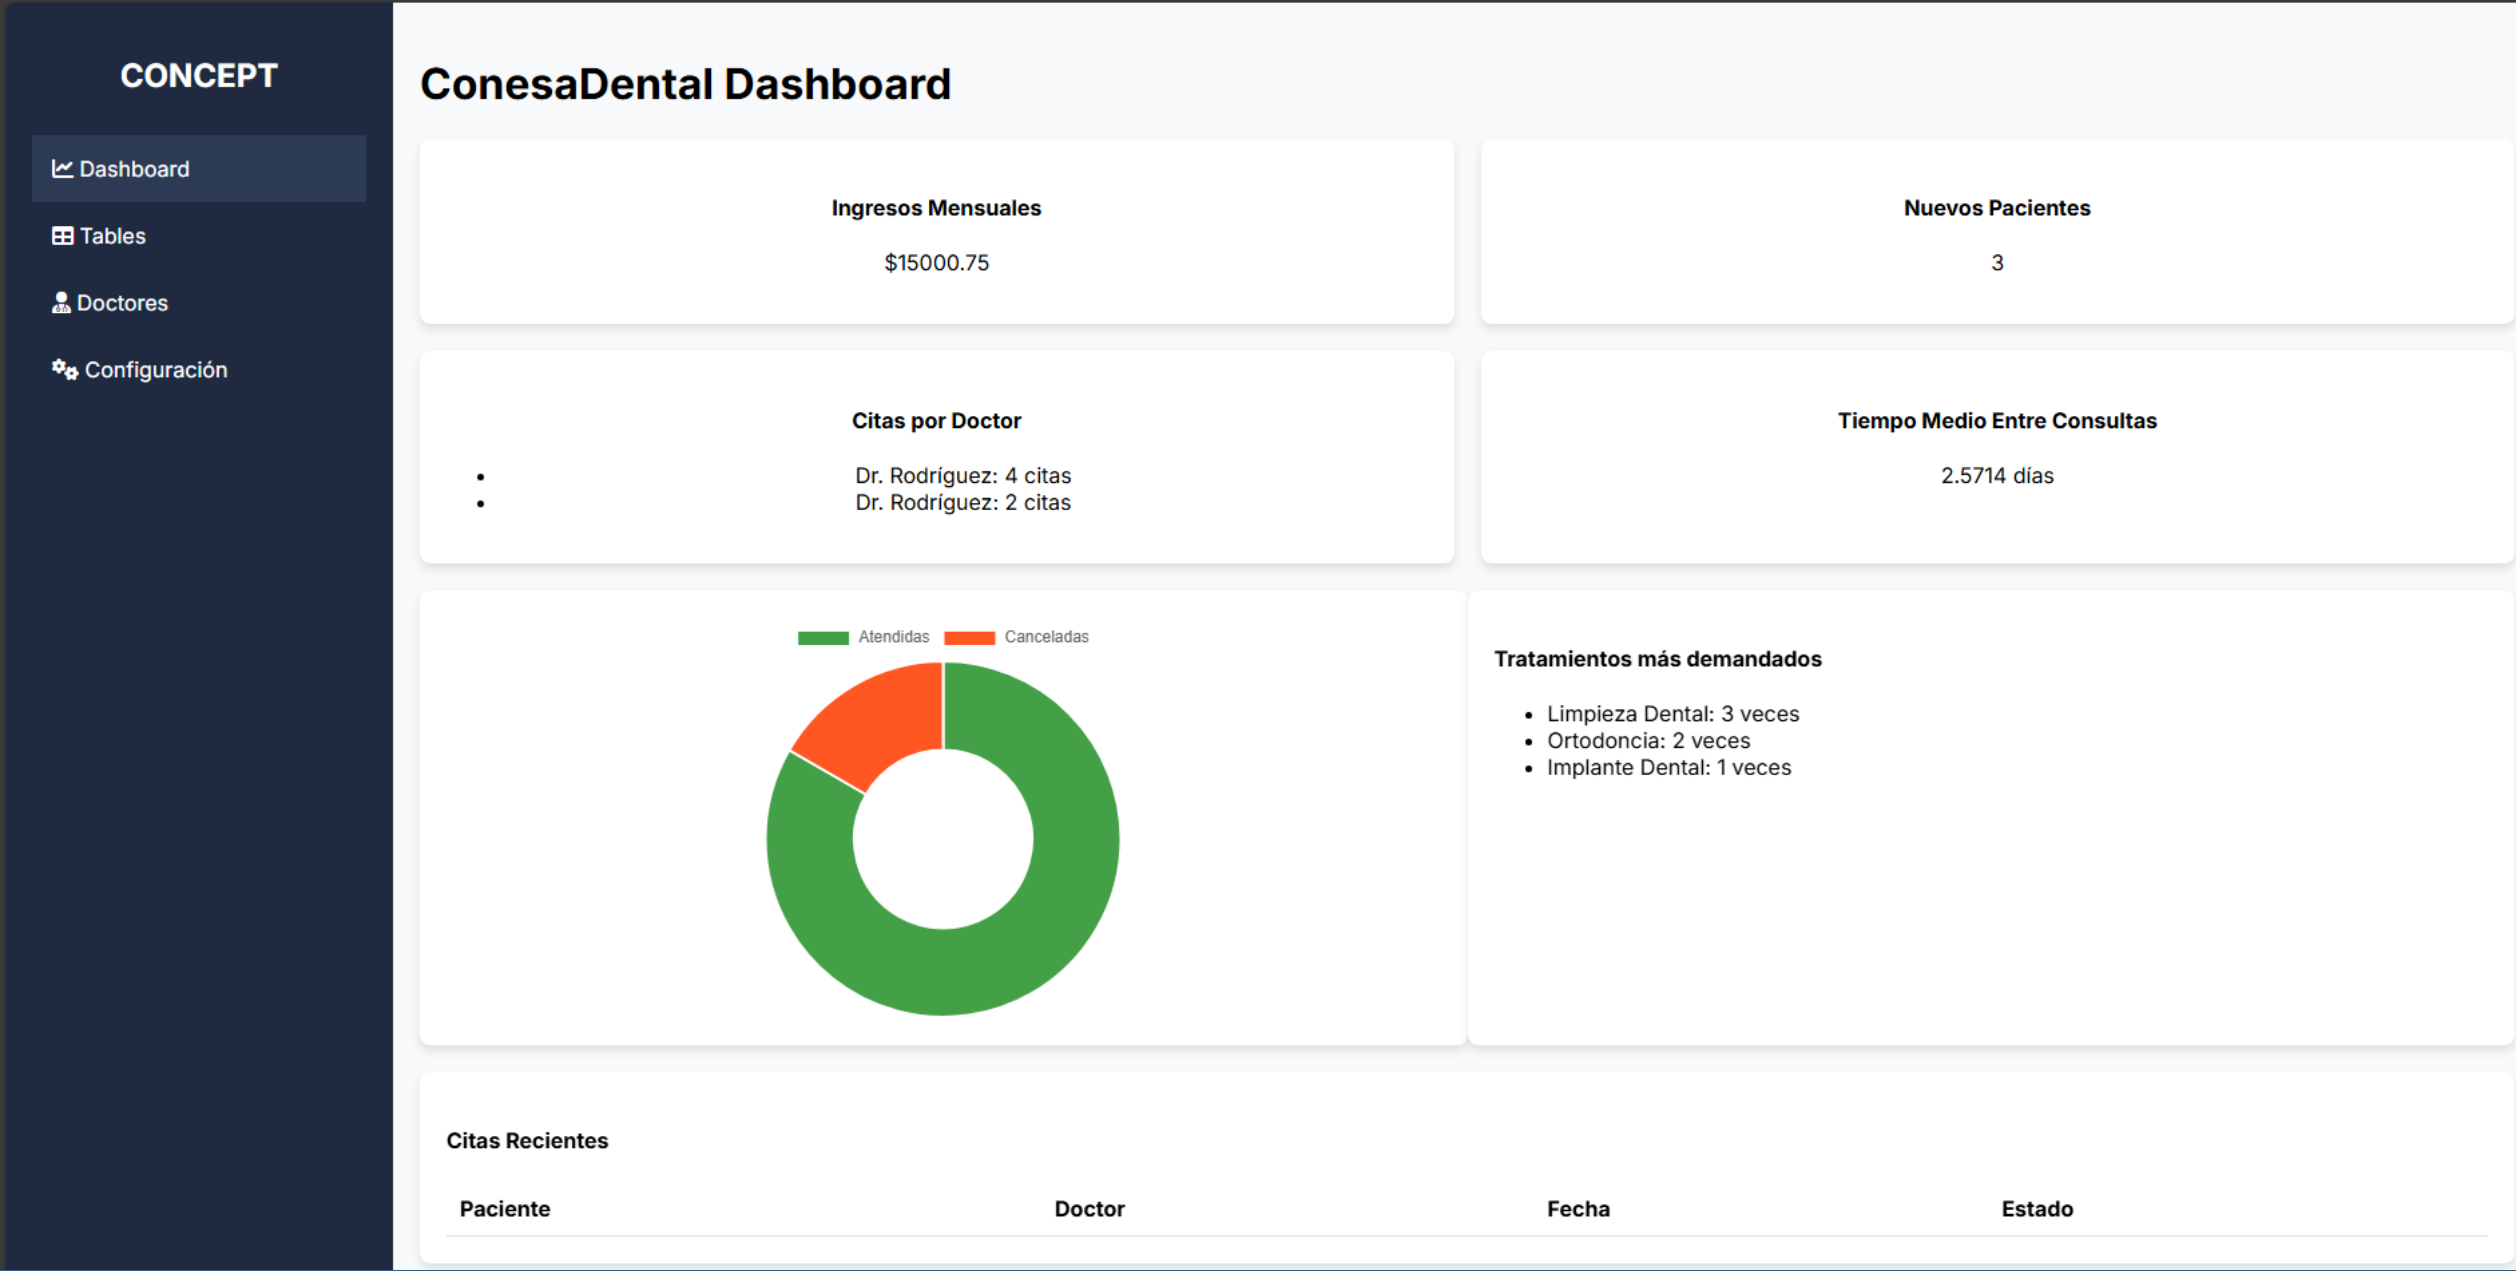 CONCEPT
Dashboard
Tables
Doctores
Configuración
ConesaDental Dashboard
Ingresos Mensuales
$15000.75
Nuevos Pacientes
3
Citas por Doctor
Dr. Rodríguez: 4 citas
Dr. Rodríguez: 2 citas
Tiempo Medio Entre Consultas
2.5714 días
Atendidas Canceladas
Tratamientos más demandados
Limpieza Dental: 3 veces
Ortodoncia: 2 veces
Implante Dental: 1 veces
Citas Recientes
Paciente Doctor Fecha Estado